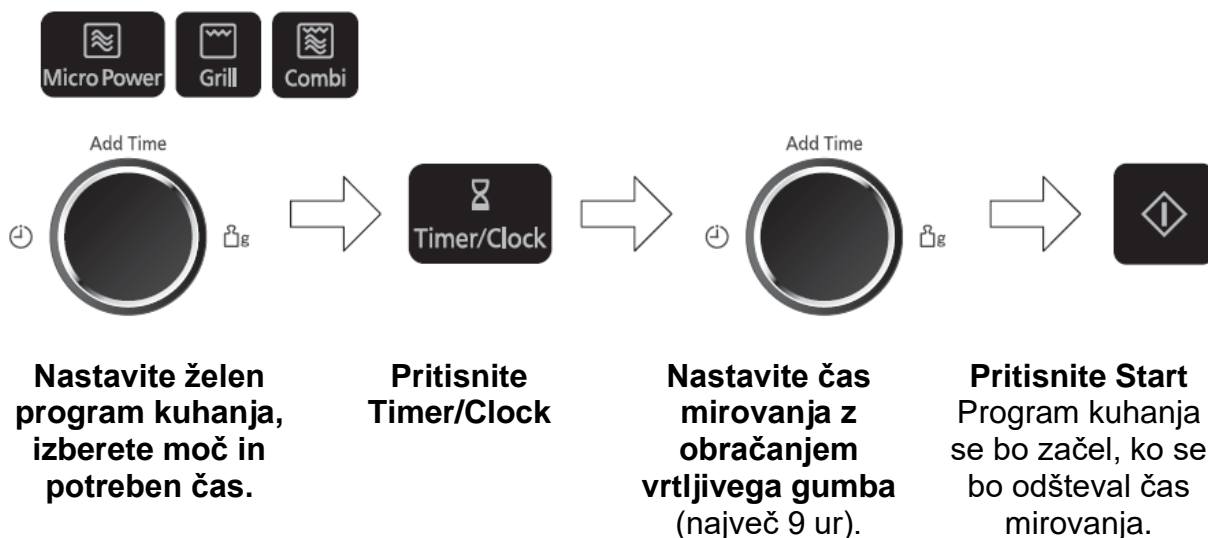 Micro Power
Grill
Combi
Add Time
g
Timer/Clock
Add Time
g
Nastavite želen
program kuhanja,
izberete moč in
potreben čas.
Pritisnite
Timer/Clock
Nastavite čas
mirovanja z
obračanjem
vrtljivega gumba
(največ 9 ur).
Pritisnite Start
Program kuhanja
se bo začel, ko se
bo odšteval čas
mirovanja.